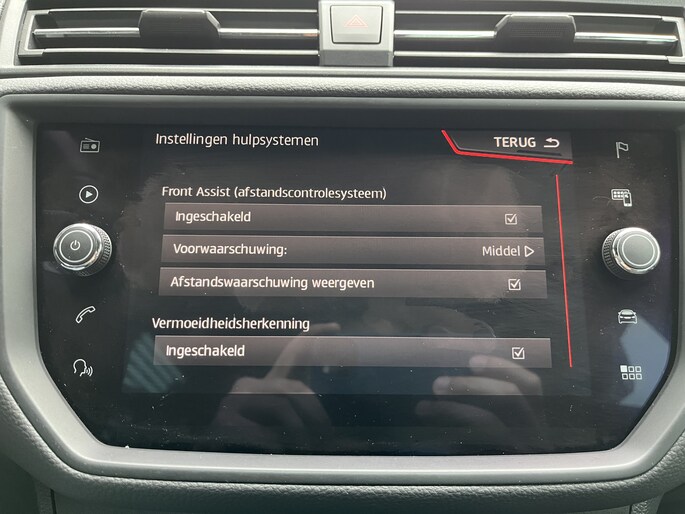 Instellingen hulpsystemen
TERUG
Front Assist (afstandscontrolesysteem)
Ingeschakeld
Voorwaarschuwing: Middel
Afstandswaarschuwing weergeven
Vermoeidheidsherkenning
Ingeschakeld